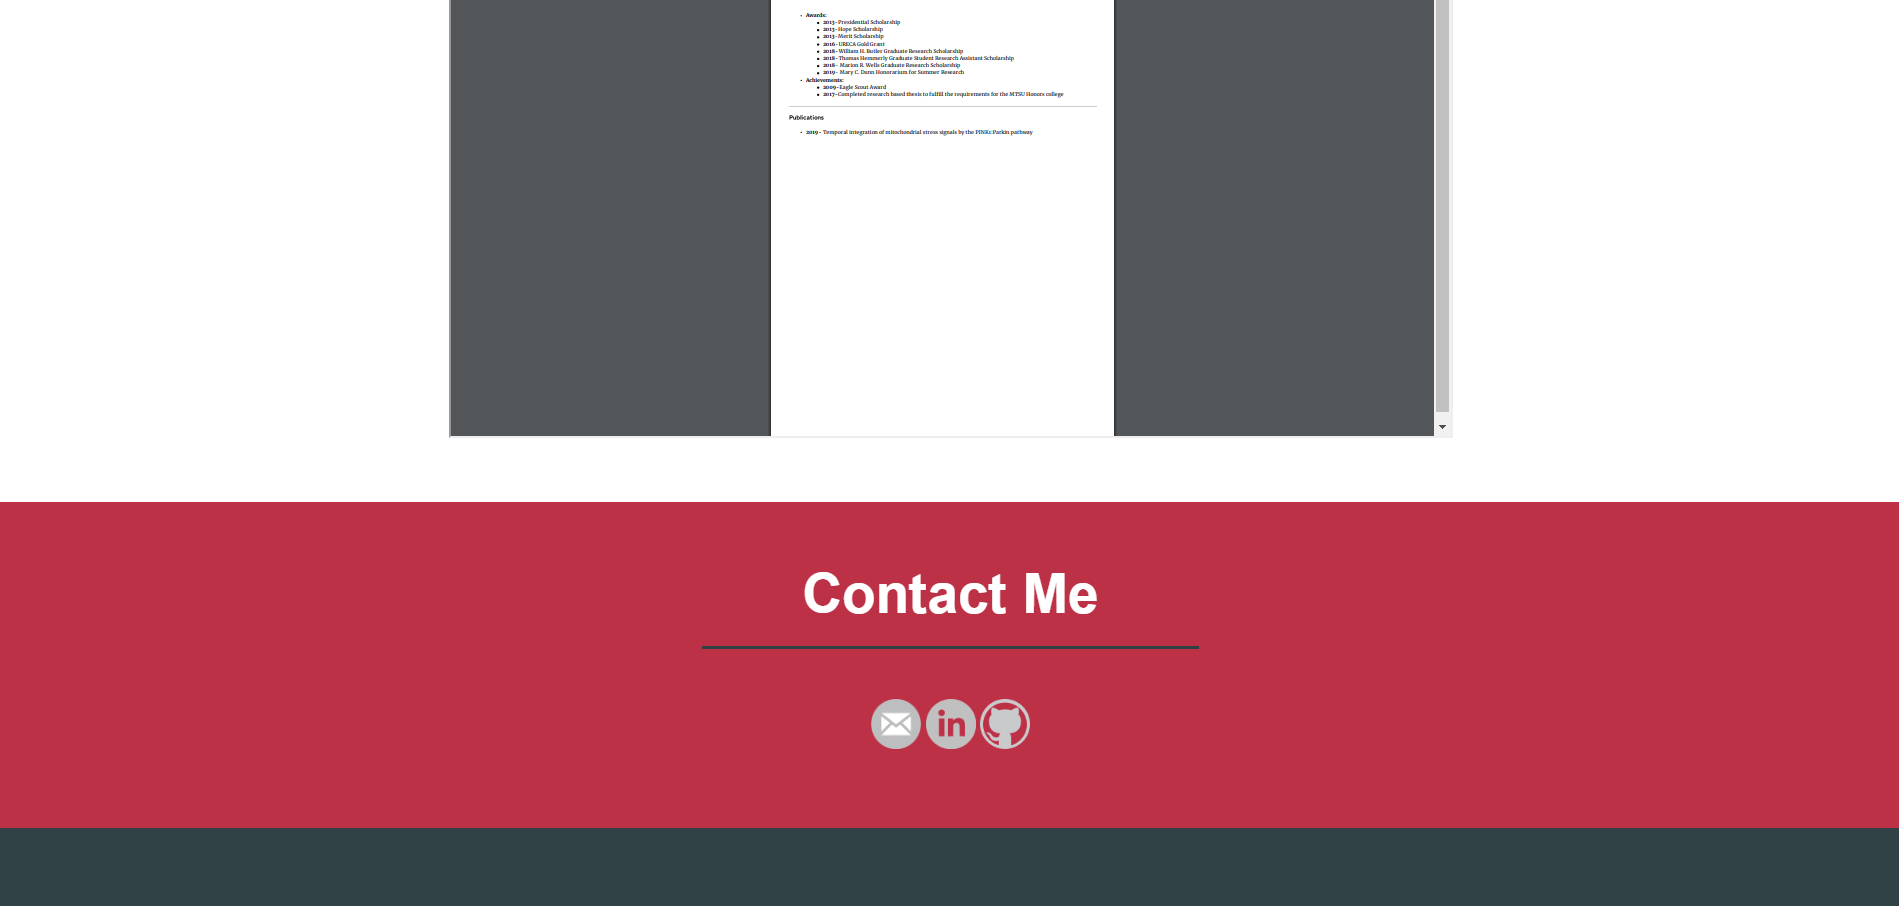 Awards:
2013-Presidential Scholarship
2013-Hope Scholarship
2013-Merit Scholarship
2016-URECA Gold Grant
2018-William H. Butler Graduate Research Scholarship
2018-Thomas Hemmerly Graduate Student Research Assistant Scholarship
2018- Marion R. Wells Graduate Research Scholarship
2019- Mary C. Dunn Honorarium for Summer Research
Achievements:
2009-Eagle Scout Award
2017-Completed research based thesis to fulfill the requirements for the MTSU Honors college
Publications
2019- Temporal integration of mitochondrial stress signals by the PINK1:Parkin pathway
Contact Me
in